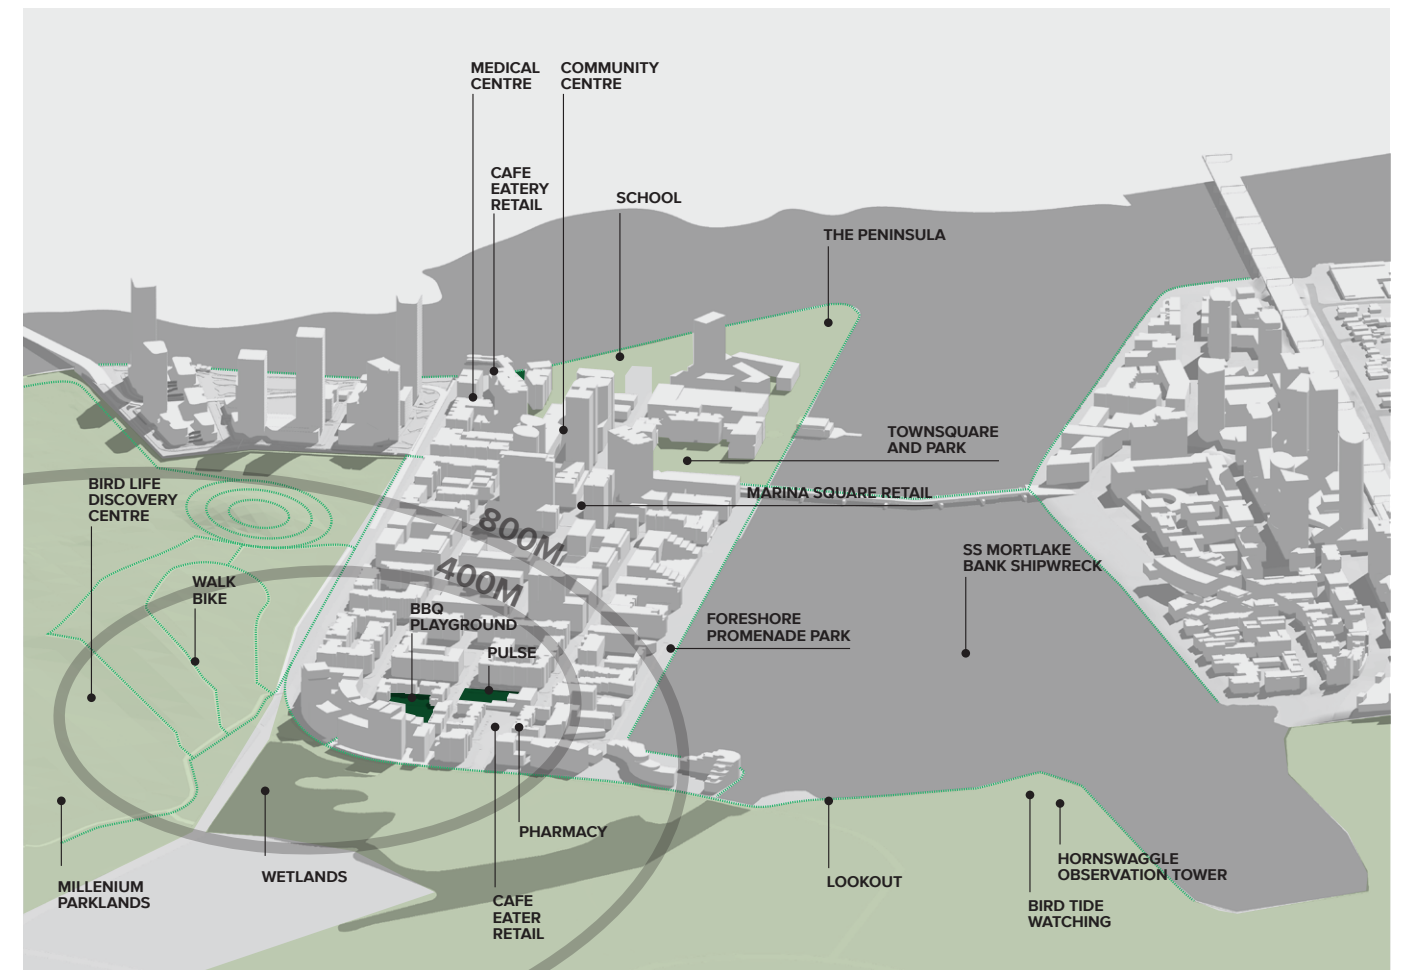 MEDICAL
CENTRE
COMMUNITY
CENTRE
CAFE
EATERY
RETAIL
SCHOOL
THE PENINSULA
TOWNSQUARE
AND PARK
BIRD LIFE
DISCOVERY
CENTRE
MARINA SQUARE RETAIL
800M
400M
SS MORTLAKE
BANK SHIPWRECK
WALK
BIKE
BBQ
PLAYGROUND
FORESHORE
PROMENADE PARK
PULSE
PHARMACY
MILLENIUM
PARKLANDS
WETLANDS
CAFE
EATER
RETAIL
LOOKOUT
HORNSWAGGLE
OBSERVATION TOWER
BIRD TIDE
WATCHING